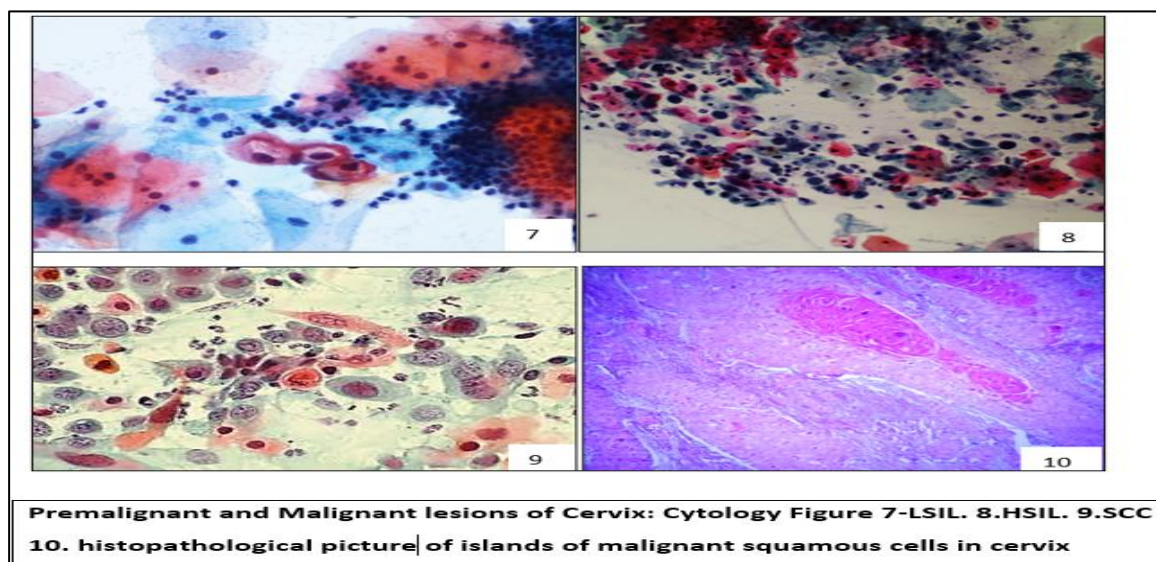 7
8
9
10
Premalignant and Malignant lesions of Cervix: Cytology Figure 7-LSIL. 8.HSIL. 9.SCC
10. histopathological picture of islands of malignant squamous cells in cervix